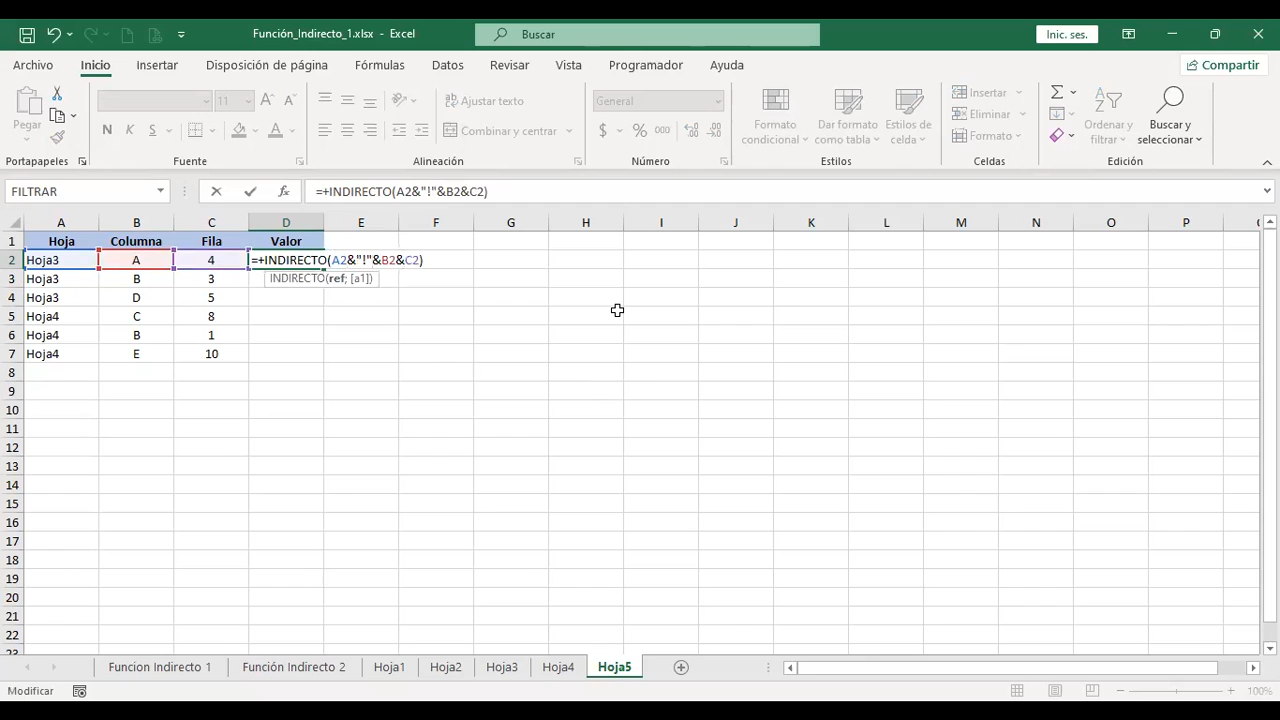 Función_Indirecto_1.xlsx - Excel
Buscar
Inic. ses.
Archivo Inicio Insertar Disposición de página Fórmulas Datos Revisar Vista Programador Ayuda
Compartir
Pegar
Portapapeles
11
N K S
Fuente
Ajustar texto
Combinar y centrar
Alineación
General
$ % 000
Número
Formato condicional
Dar formato como tabla
Estilos de celda
Estilos
Insertar
Eliminar
Formato
Celdas
Ordenar y filtrar
Buscar y seleccionar
Edición
FILTRAR
=+INDIRECTO(A2&"!"&B2&C2)
A B C D E F G H I J K L M N O P
1 Hoja Columna Fila Valor
2 Hoja3 A 4 =+INDIRECTO(A2&"!"&B2&C2)
INDIRECTO(ref; [a1])
3 Hoja3 B 3
4 Hoja3 D 5
5 Hoja4 C 8
6 Hoja4 B 1
7 Hoja4 E 10
8
9
10
11
12
13
14
15
16
17
18
19
20
21
22
23
Funcion Indirecto 1 Función Indirecto 2 Hoja1 Hoja2 Hoja3 Hoja4 Hoja5
Modificar
100%